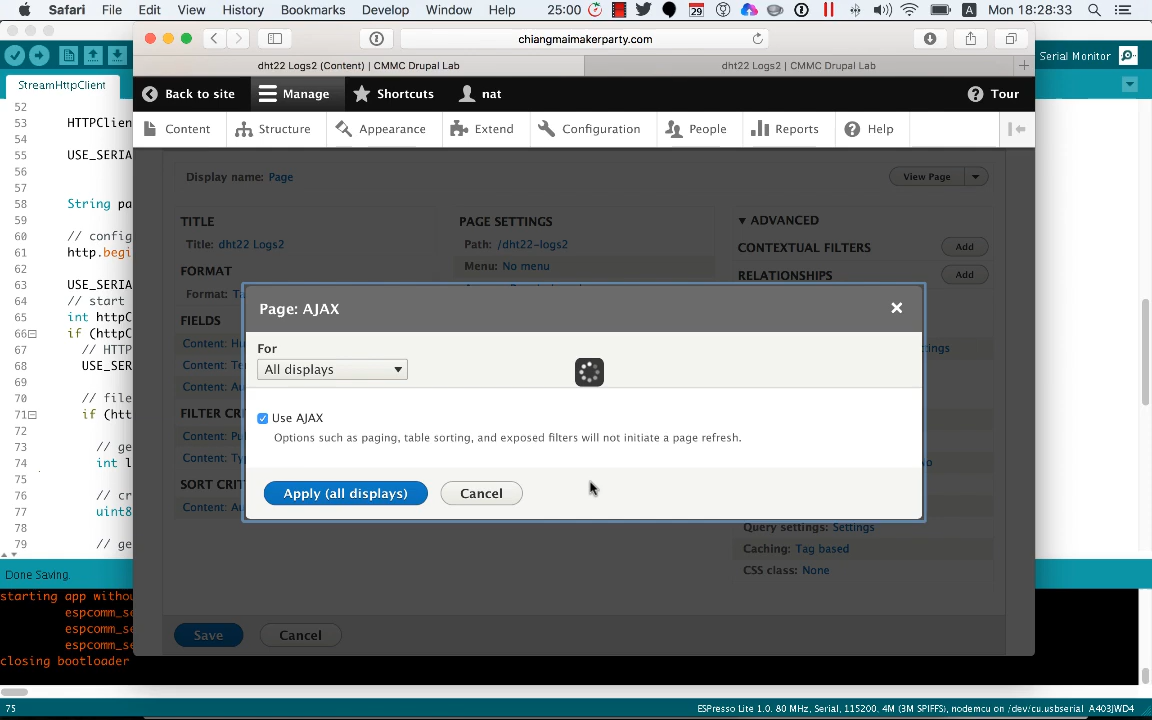 Safari File Edit View History Bookmarks Develop Window Help 25:00 29 A Mon 18:28:33
chiangmaimakerparty.com
Serial Monitor
dht22 Logs2 (Content) | CMMC Drupal Lab
dht22 Logs2 | CMMC Drupal Lab
StreamHttpClient
Back to site Manage Shortcuts nat Tour
Content Structure Appearance Extend Configuration People Reports Help
Display name: Page
View Page
TITLE
Title: dht22 Logs2
FORMAT
Format:
FIELDS
Content:
Content:
Content:
FILTER
Content:
Content:
SORT
Content:
PAGE SETTINGS
Path: /dht22-logs2
Menu: No menu
ADVANCED
CONTEXTUAL FILTERS Add
RELATIONSHIPS Add
Page: AJAX
For
All displays
Use AJAX
Options such as paging, table sorting, and exposed filters will not initiate a page refresh.
Apply (all displays) Cancel
Query settings: Settings
Caching: Tag based
CSS class: None
Save Cancel
52
53 HTTPClien
54
55 USE_SERIA
56
57
58 String pa
59
60 // config
61 http.begi
62
63 USE_SERIA
64 // start
65 int httpC
66 if (httpC
67 // HTTP
68 USE_SER
69
70 // file
71 if (htt
72
73 // ge
74 int l
75
76 // cr
77 uint8
78
79 // ge
Done Saving.
starting app withou
espcomm_se
espcomm_se
espcomm_se
closing bootloader
75
ESPresso Lite 1.0, 80 MHz, Serial, 115200, 4M (3M SPIFFS), nodemcu on /dev/cu.usbserial A403JWD4